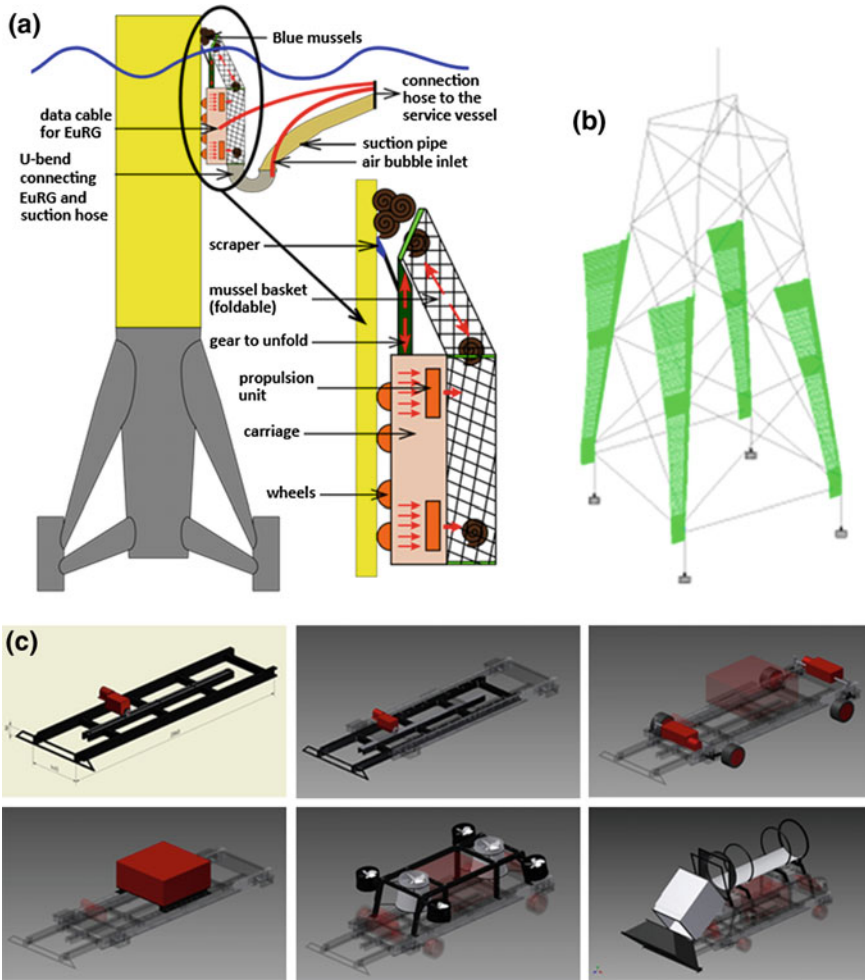 (a)
Blue mussels
data cable
for EuRG
connection
hose to the
service vessel
U-bend
connecting
EuRG and
suction hose
suction pipe
air bubble inlet
scraper
mussel basket
(foldable)
gear to unfold
propulsion
unit
carriage
wheels
(b)
(c)